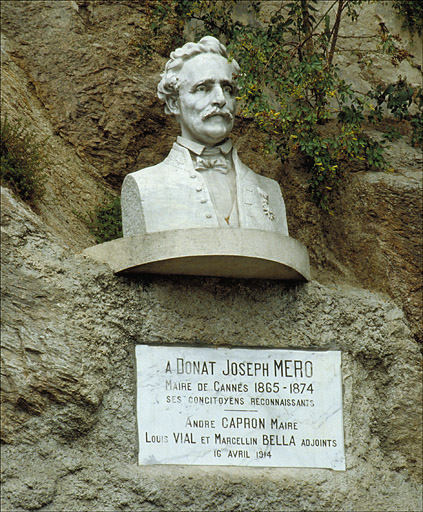 A DONAT JOSEPH MERO
MAIRE DE CANNES 1865-1874
SES CONCITOYENS RECONNAISSANTS
ANDRE CAPRON MAIRE
LOUIS VIAL ET MARCELLIN BELLA ADJOINTS
16 AVRIL 1914